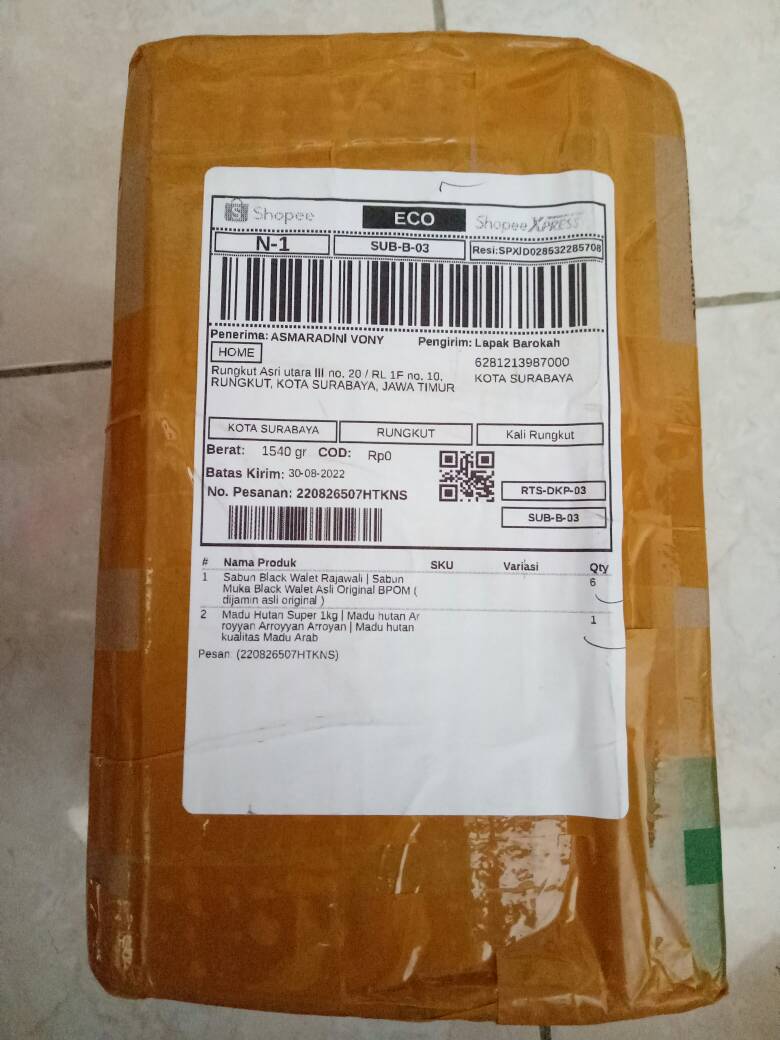 Shopee
ECO
Shopee XPRESS
N-1
SUB-B-03
Resi:SPXID028532285708
Penerima: ASMARADINI VONY
Pengirim: Lapak Barokah
HOME
6281213987000
Rungkut Asri utara III no. 20 / RL 1F no. 10,
KOTA SURABAYA
RUNGKUT, KOTA SURABAYA, JAWA TIMUR
KOTA SURABAYA
RUNGKUT
Kali Rungkut
Berat: 1540 gr COD: Rp0
Batas Kirim: 30-08-2022
No. Pesanan: 220826507HTKNS
RTS-DKP-03
SUB-B-03
# Nama Produk SKU Variasi Qty
1 Sabun Black Walet Rajawali | Sabun 6
Muka Black Walet Asli Original BPOM (
dijamin asli original )
2 Madu Hutan Super 1kg | Madu hutan Ar 1
royyan Arroyyan Arroyan | Madu hutan
kualitas Madu Arab
Pesan: (220826507HTKNS)